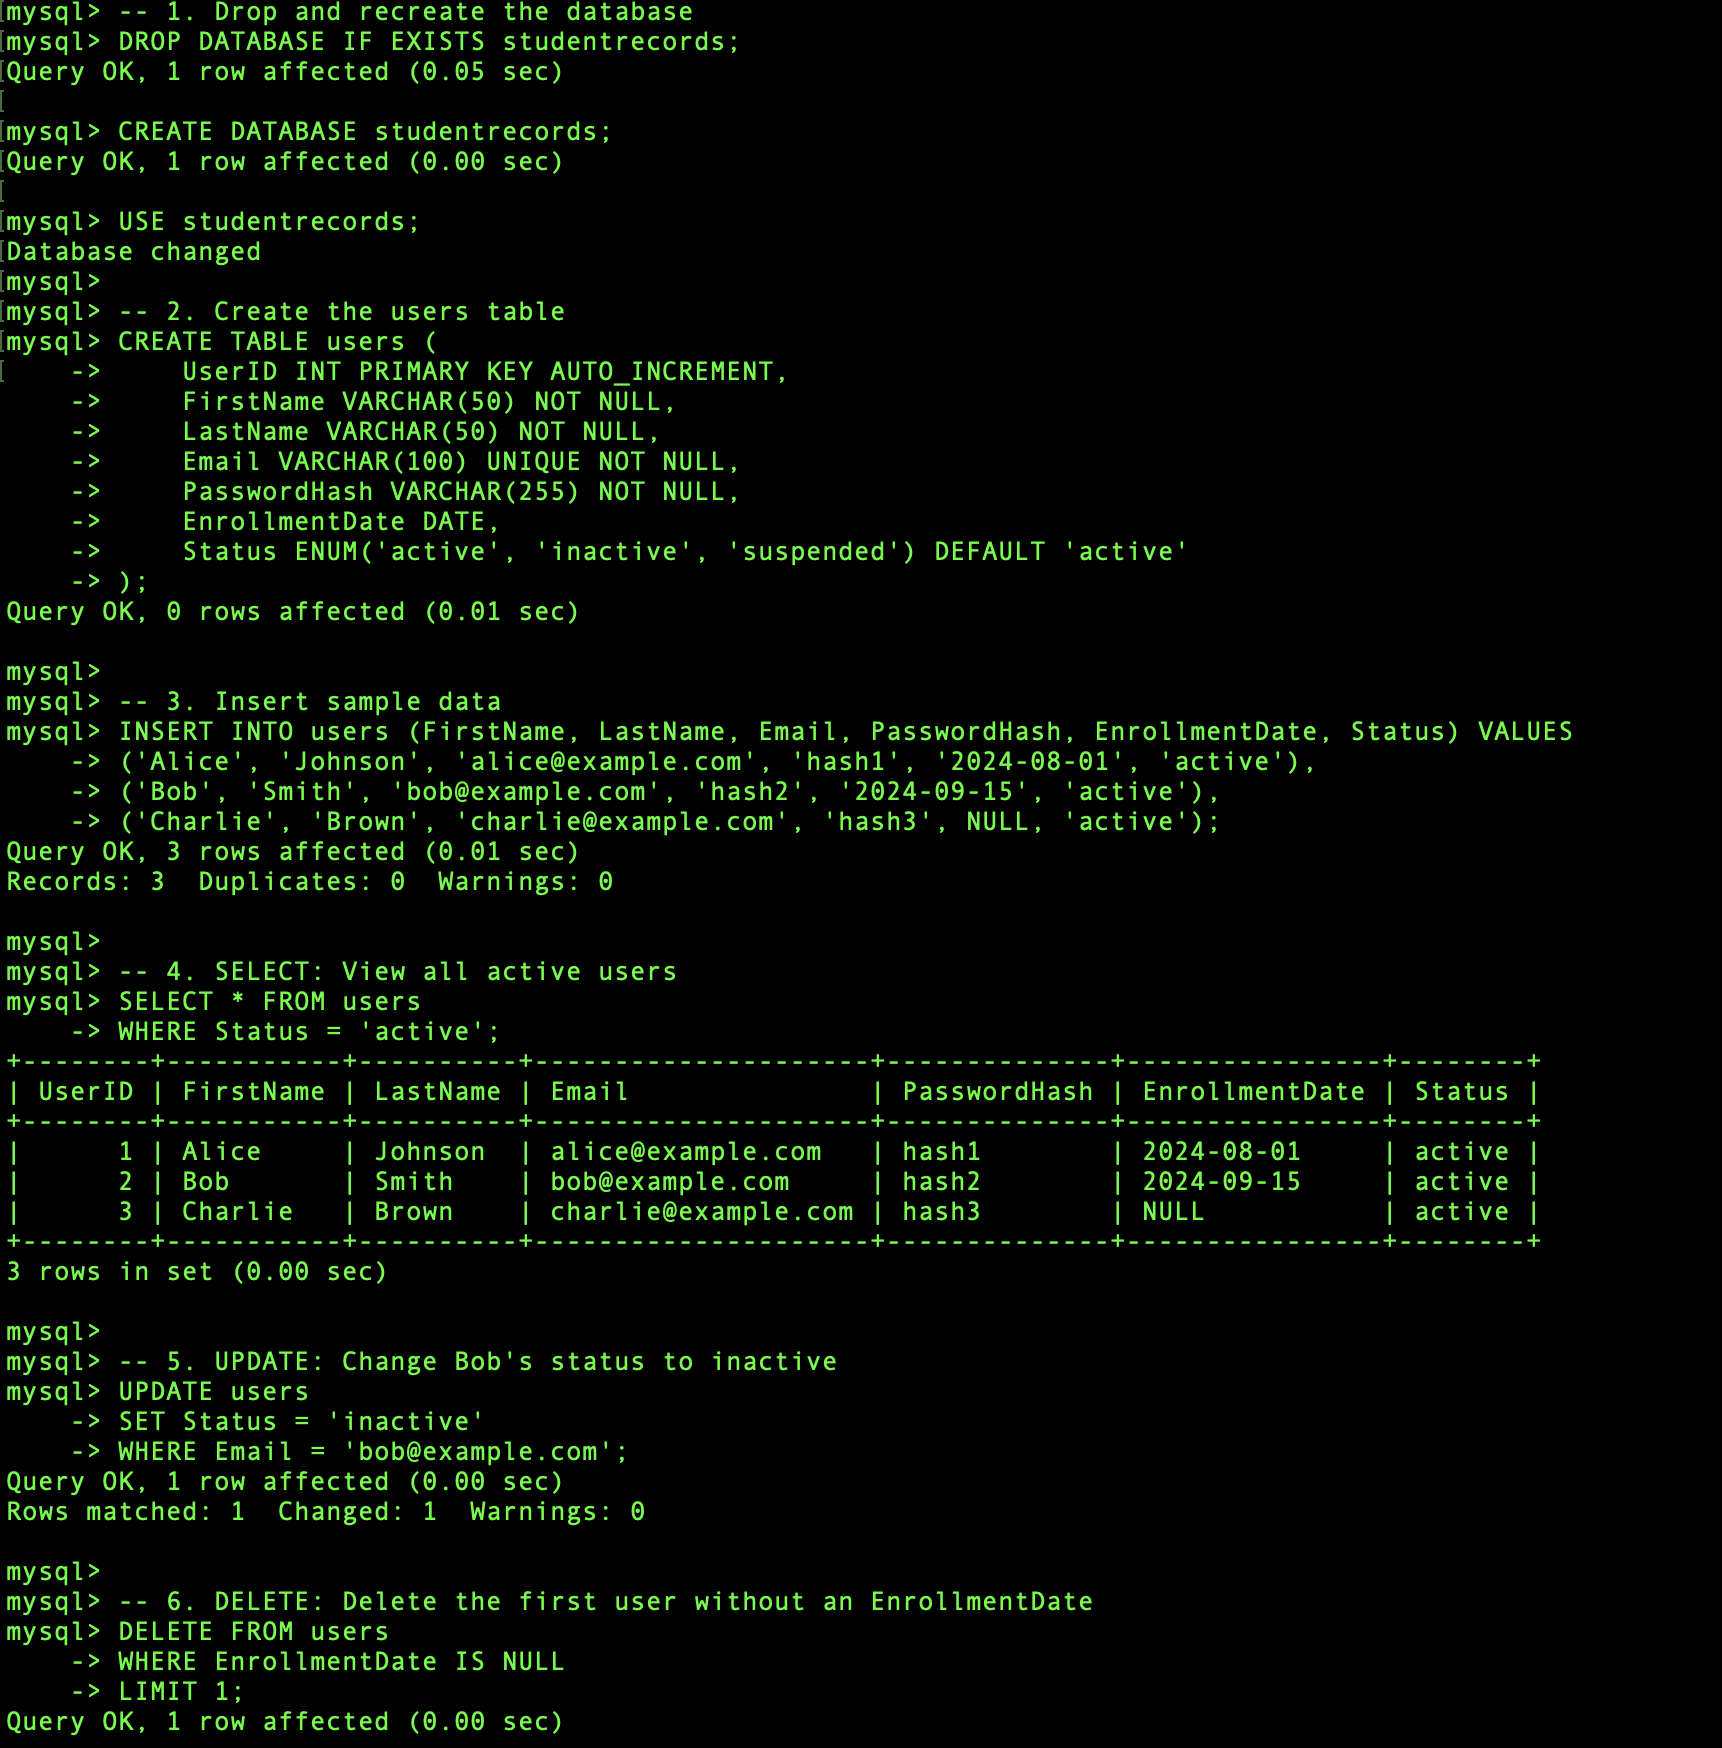 mysql> -- 1. Drop and recreate the database
mysql> DROP DATABASE IF EXISTS studentrecords;
Query OK, 1 row affected (0.05 sec)

mysql> CREATE DATABASE studentrecords;
Query OK, 1 row affected (0.00 sec)

mysql> USE studentrecords;
Database changed
mysql>
mysql> -- 2. Create the users table
mysql> CREATE TABLE users (
    ->     UserID INT PRIMARY KEY AUTO_INCREMENT,
    ->     FirstName VARCHAR(50) NOT NULL,
    ->     LastName VARCHAR(50) NOT NULL,
    ->     Email VARCHAR(100) UNIQUE NOT NULL,
    ->     PasswordHash VARCHAR(255) NOT NULL,
    ->     EnrollmentDate DATE,
    ->     Status ENUM('active', 'inactive', 'suspended') DEFAULT 'active'
    -> );
Query OK, 0 rows affected (0.01 sec)

mysql>
mysql> -- 3. Insert sample data
mysql> INSERT INTO users (FirstName, LastName, Email, PasswordHash, EnrollmentDate, Status) VALUES
    -> ('Alice', 'Johnson', 'alice@example.com', 'hash1', '2024-08-01', 'active'),
    -> ('Bob', 'Smith', 'bob@example.com', 'hash2', '2024-09-15', 'active'),
    -> ('Charlie', 'Brown', 'charlie@example.com', 'hash3', NULL, 'active');
Query OK, 3 rows affected (0.01 sec)
Records: 3  Duplicates: 0  Warnings: 0

mysql>
mysql> -- 4. SELECT: View all active users
mysql> SELECT * FROM users
    -> WHERE Status = 'active';
+--------+-----------+----------+---------------------+--------------+----------------+--------+
| UserID | FirstName | LastName | Email               | PasswordHash | EnrollmentDate | Status |
+--------+-----------+----------+---------------------+--------------+----------------+--------+
|      1 | Alice     | Johnson  | alice@example.com   | hash1        | 2024-08-01     | active |
|      2 | Bob       | Smith    | bob@example.com     | hash2        | 2024-09-15     | active |
|      3 | Charlie   | Brown    | charlie@example.com | hash3        | NULL           | active |
+--------+-----------+----------+---------------------+--------------+----------------+--------+
3 rows in set (0.00 sec)

mysql>
mysql> -- 5. UPDATE: Change Bob's status to inactive
mysql> UPDATE users
    -> SET Status = 'inactive'
    -> WHERE Email = 'bob@example.com';
Query OK, 1 row affected (0.00 sec)
Rows matched: 1  Changed: 1  Warnings: 0

mysql>
mysql> -- 6. DELETE: Delete the first user without an EnrollmentDate
mysql> DELETE FROM users
    -> WHERE EnrollmentDate IS NULL
    -> LIMIT 1;
Query OK, 1 row affected (0.00 sec)